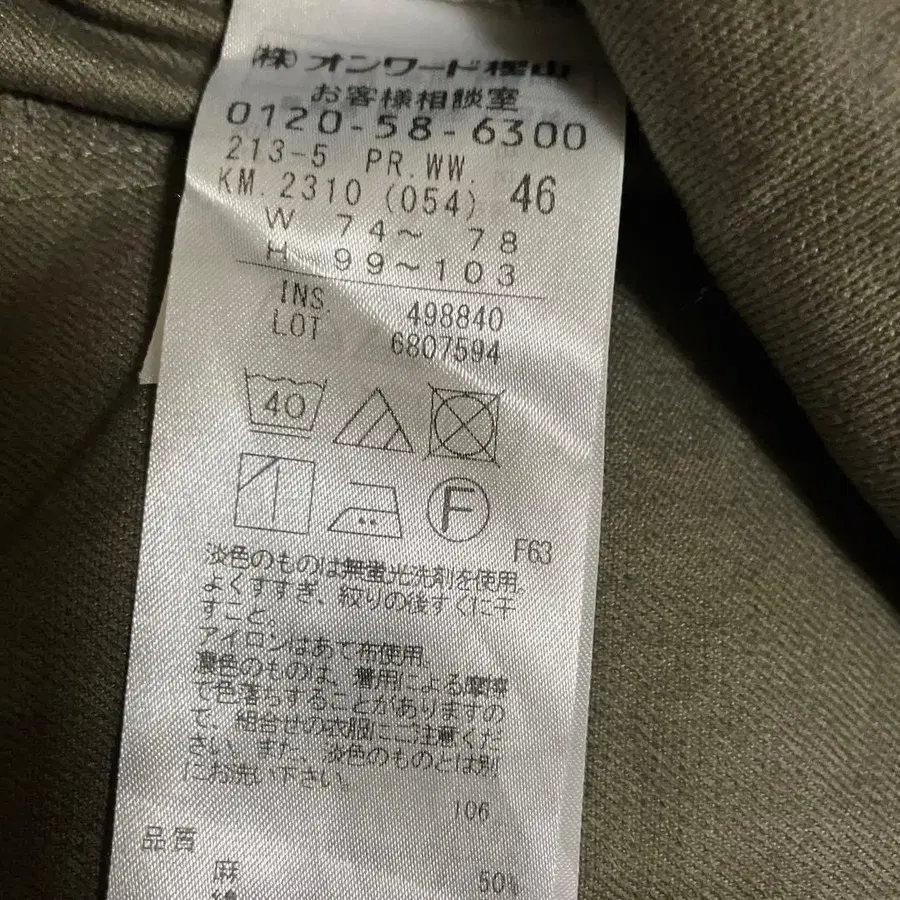 (株)オンワード樫山
お客様相談室
0120-58-6300
213-5 PR.WW.
KM.2310 (054) 46
W 74〜 78
H 99〜103
INS. 498840
LOT 6807594
40
F
F63
淡色のものは無蛍光洗剤を使用。
よくすすぎ、絞りの後すぐに干
すこと。
アイロンはあて布使用。
濃色のものは、着用による摩擦
で色落ちすることがありますの
で、組合せの衣服にご注意くだ
さい。また、淡色のものとは別
にお洗い下さい。
106
品質
麻 50%